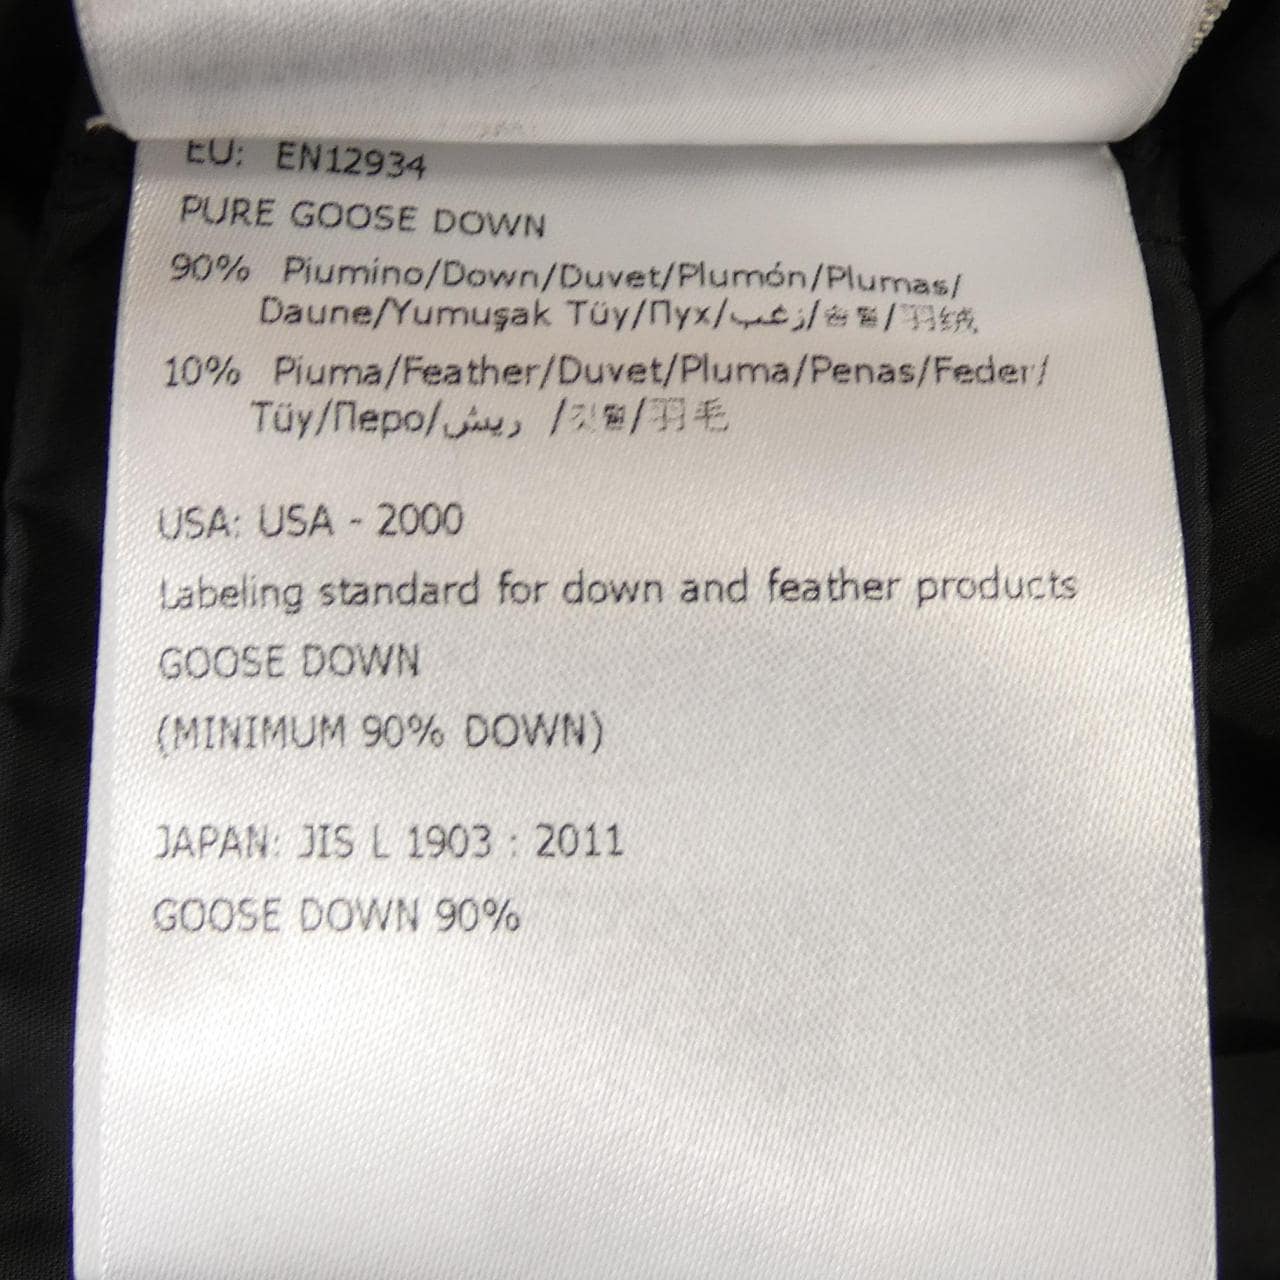 EU: EN12934
PURE GOOSE DOWN
90% Piumino/Down/Duvet/Plumón/Plumas/
Daune/Yumuşak Tüy/Пух/زغب/솜털/羽绒
10% Piuma/Feather/Duvet/Pluma/Penas/Feder/
Tüy/Перо/ريش /깃털/羽毛
USA: USA - 2000
Labeling standard for down and feather products
GOOSE DOWN
(MINIMUM 90% DOWN)
JAPAN: JIS L 1903 : 2011
GOOSE DOWN 90%